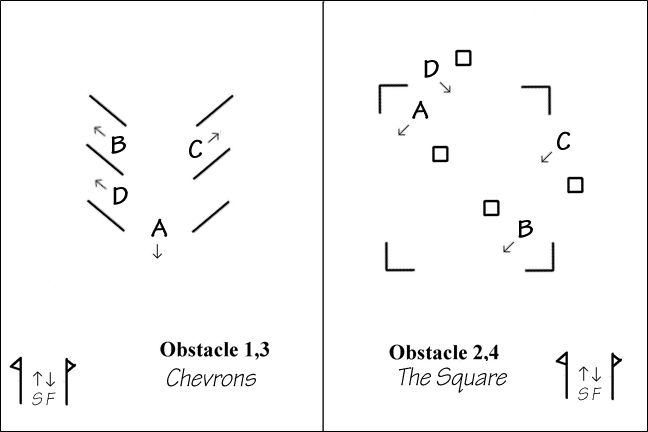 B
C
D
A
Obstacle 1,3
Chevrons
S F
D
A
C
B
Obstacle 2,4
The Square
S F